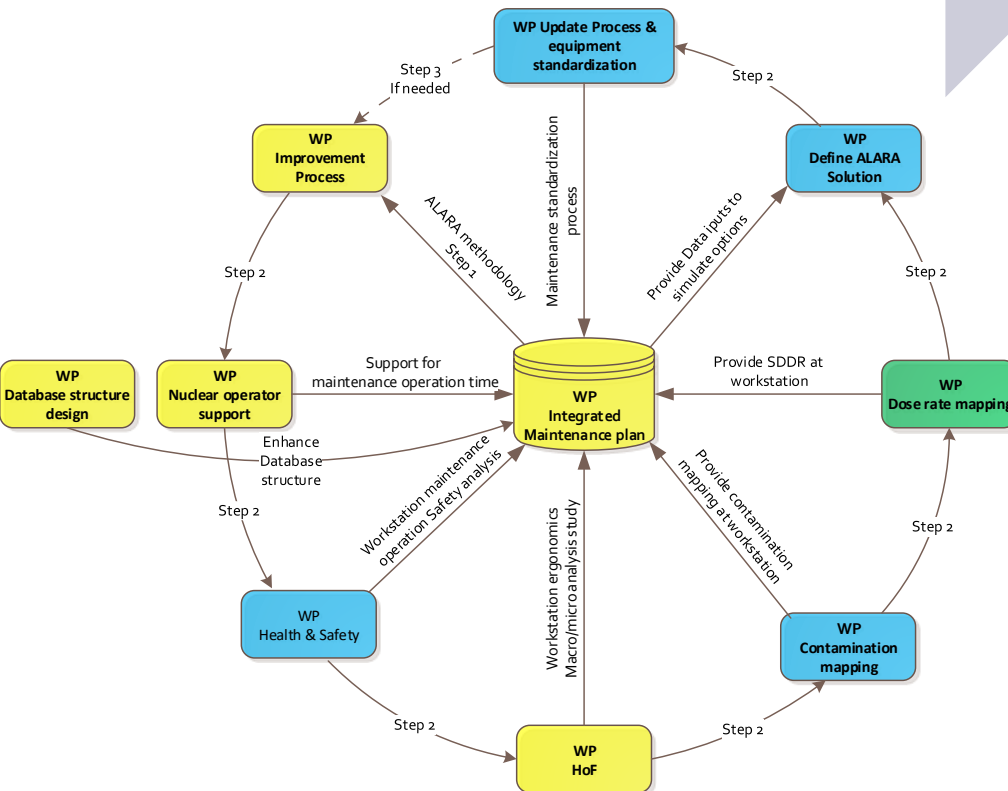 WP Update Process &
equipment
standardization
Step 3
If needed
Step 2
WP
Improvement
Process
WP
Define ALARA
Solution
Maintenance standardization
process
ALARA methodology
Step 1
Provide Data iputs to
simulate options
Step 2
Step 2
WP
Database structure
design
WP
Nuclear operator
support
Support for
maintenance operation time
WP
Integrated
Maintenance plan
Provide SDDR at
workstation
WP
Dose rate mapping
Enhance
Database
structure
Step 2
Workstation maintenance
operation Safety analysis
Workstation ergonomics
Macro/micro analysis study
Provide contamination
mapping at workstation
Step 2
WP
Health & Safety
WP
Contamination
mapping
Step 2
Step 2
WP
HoF